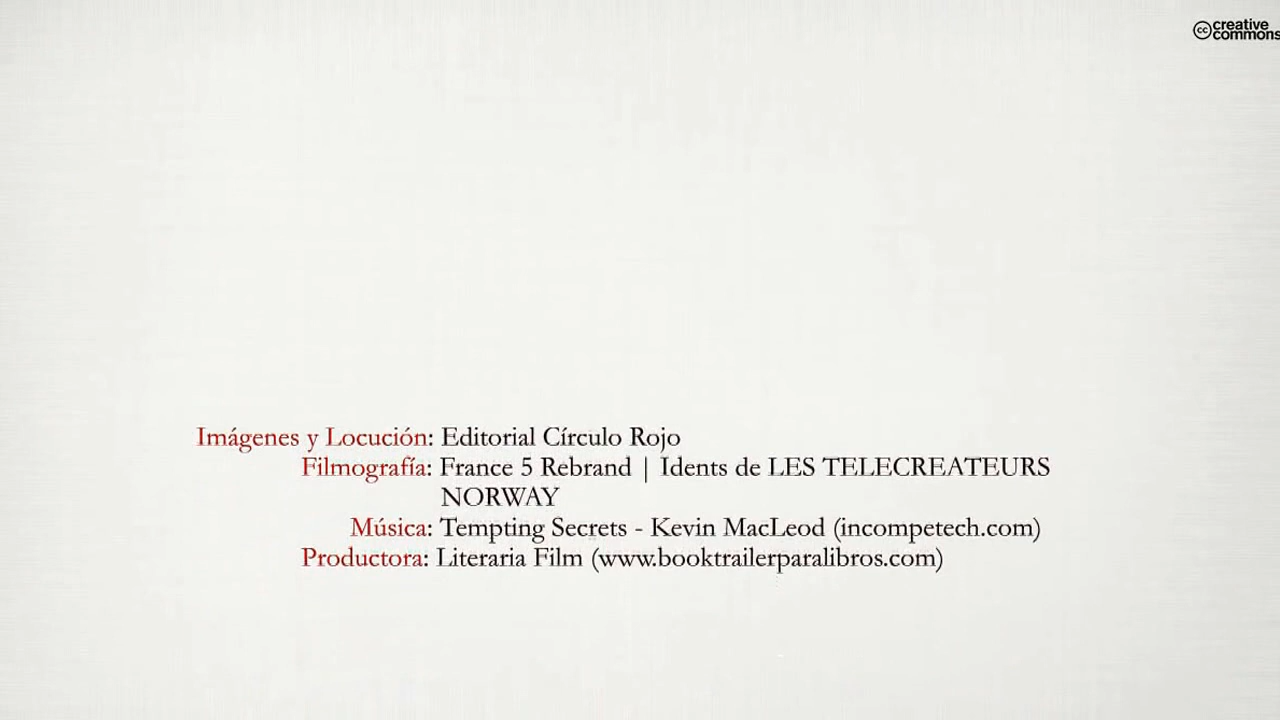 creative
commons
Imágenes y Locución: Editorial Círculo Rojo
Filmografía: France 5 Rebrand | Idents de LES TELECREATEURS
NORWAY
Música: Tempting Secrets - Kevin MacLeod (incompetech.com)
Productora: Literaria Film (www.booktrailerparalibros.com)